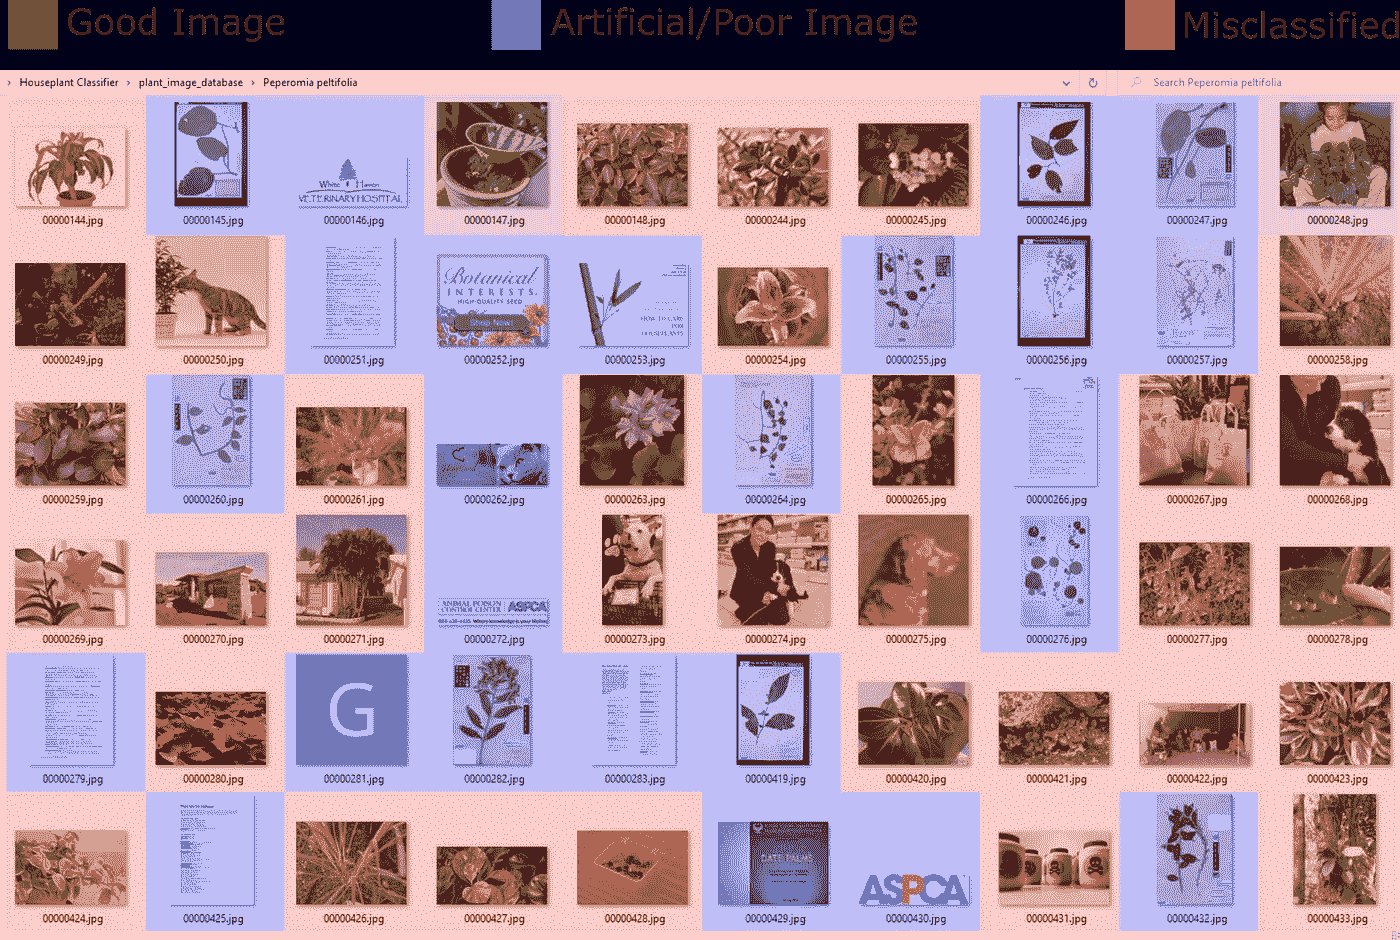 Good Image
Artificial/Poor Image
Misclassified
› Houseplant Classifier › plant_image_database › Peperomia peltifolia
Search Peperomia peltifolia
White Haven
VETERINARY HOSPITAL
00000144.jpg 00000145.jpg 00000146.jpg 00000147.jpg 00000148.jpg 00000244.jpg 00000245.jpg 00000246.jpg 00000247.jpg 00000248.jpg
Botanical
INTERESTS
HIGH-QUALITY SEED
HOW TO CARE
FOR
HOUSEPLANTS
00000249.jpg 00000250.jpg 00000251.jpg 00000252.jpg 00000253.jpg 00000254.jpg 00000255.jpg 00000256.jpg 00000257.jpg 00000258.jpg
00000259.jpg 00000260.jpg 00000261.jpg 00000262.jpg 00000263.jpg 00000264.jpg 00000265.jpg 00000266.jpg 00000267.jpg 00000268.jpg
ANIMAL POISON
CONTROL CENTER
ASPCA
00000269.jpg 00000270.jpg 00000271.jpg 00000272.jpg 00000273.jpg 00000274.jpg 00000275.jpg 00000276.jpg 00000277.jpg 00000278.jpg
G
00000279.jpg 00000280.jpg 00000281.jpg 00000282.jpg 00000283.jpg 00000419.jpg 00000420.jpg 00000421.jpg 00000422.jpg 00000423.jpg
DATE PALMS
ASPCA
00000424.jpg 00000425.jpg 00000426.jpg 00000427.jpg 00000428.jpg 00000429.jpg 00000430.jpg 00000431.jpg 00000432.jpg 00000433.jpg